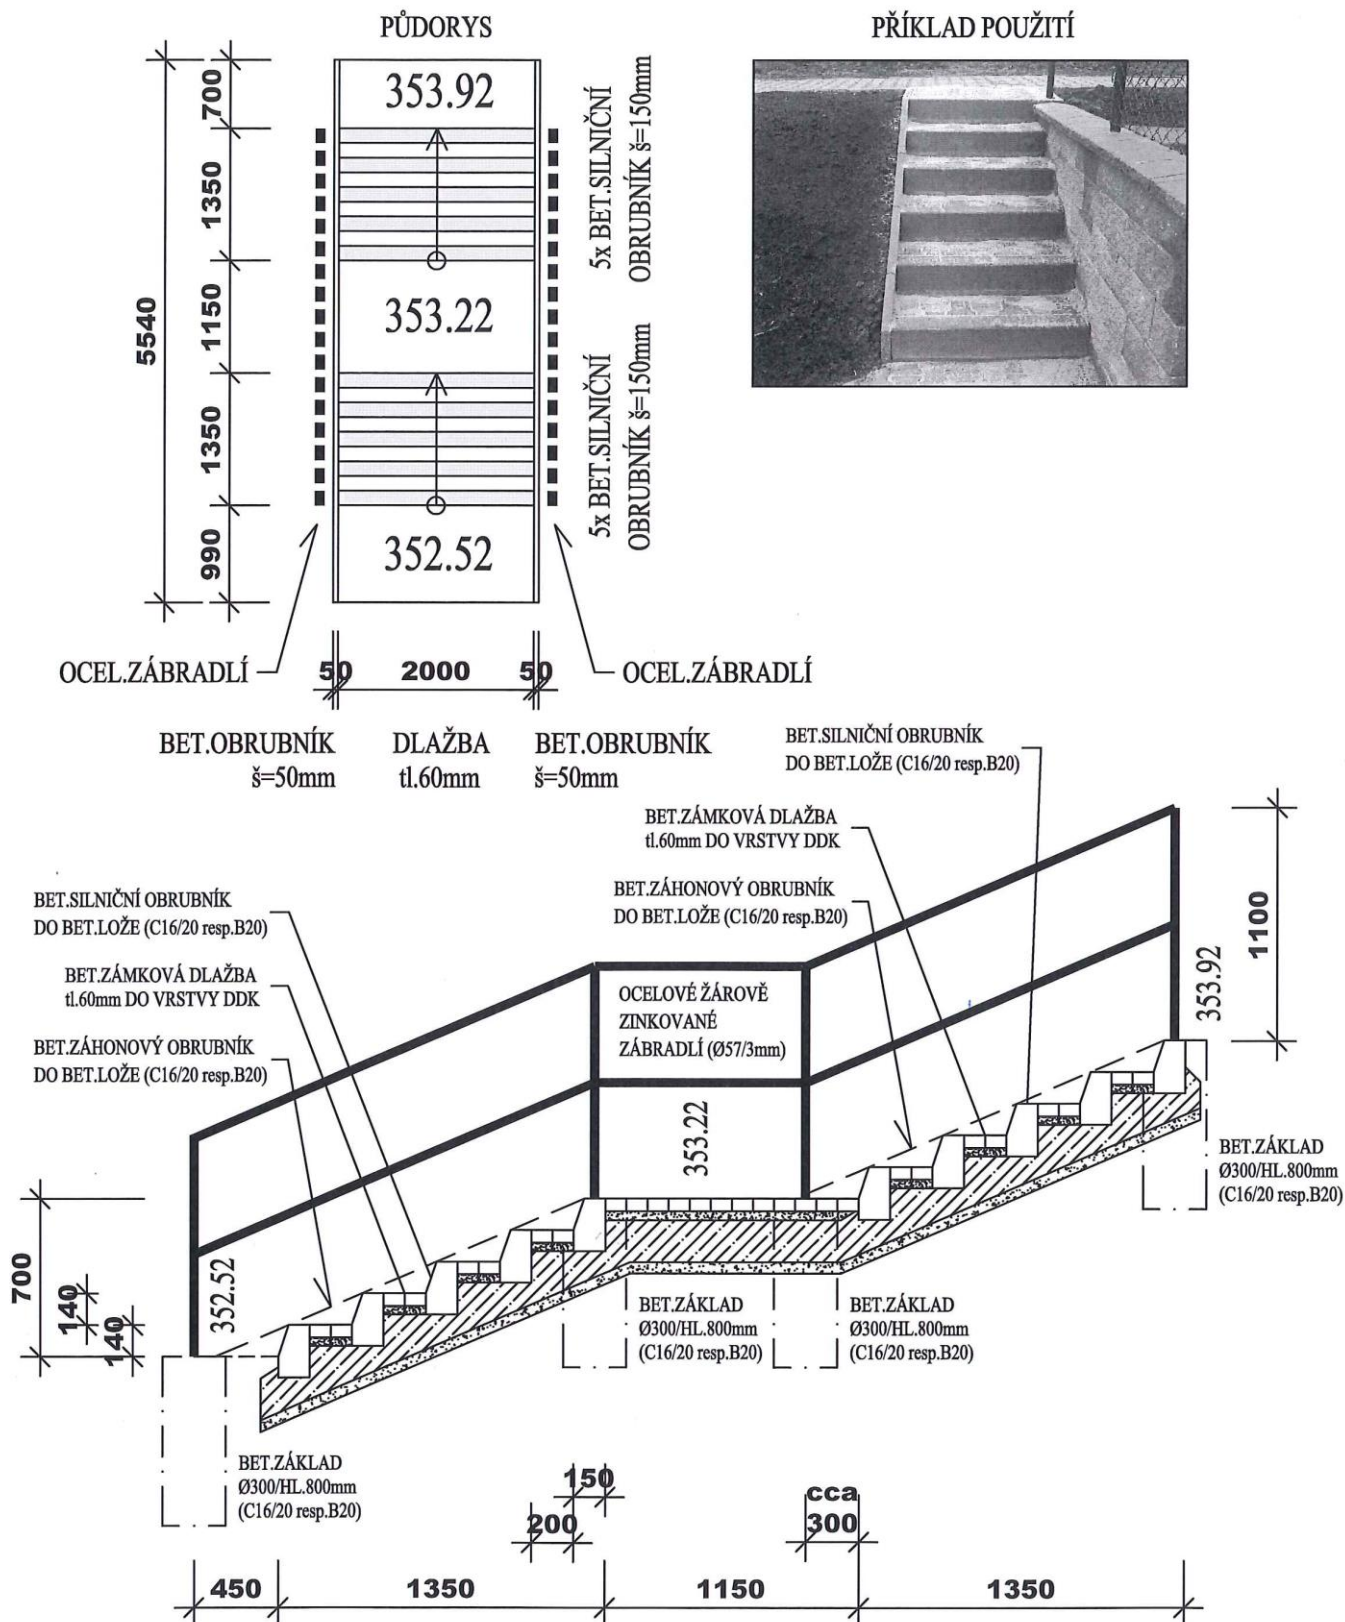 PŮDORYS
PŘÍKLAD POUŽITÍ
353.92
353.22
352.52
700
1350
1150
1350
990
5540
5x BET.SILNIČNÍ
OBRUBNÍK š=150mm
5x BET.SILNIČNÍ
OBRUBNÍK š=150mm
OCEL.ZÁBRADLÍ
50
2000
50
OCEL.ZÁBRADLÍ
BET.OBRUBNÍK
š=50mm
DLAŽBA
tl.60mm
BET.OBRUBNÍK
š=50mm
BET.SILNIČNÍ OBRUBNÍK
DO BET.LOŽE (C16/20 resp.B20)
BET.ZÁMKOVÁ DLAŽBA
tl.60mm DO VRSTVY DDK
BET.ZÁHONOVÝ OBRUBNÍK
DO BET.LOŽE (C16/20 resp.B20)
BET.SILNIČNÍ OBRUBNÍK
DO BET.LOŽE (C16/20 resp.B20)
BET.ZÁMKOVÁ DLAŽBA
tl.60mm DO VRSTVY DDK
BET.ZÁHONOVÝ OBRUBNÍK
DO BET.LOŽE (C16/20 resp.B20)
OCELOVÉ ŽÁROVĚ
ZINKOVANÉ
ZÁBRADLÍ (Ø57/3mm)
1100
353.92
353.22
352.52
700
140
140
BET.ZÁKLAD
Ø300/HL.800mm
(C16/20 resp.B20)
BET.ZÁKLAD
Ø300/HL.800mm
(C16/20 resp.B20)
BET.ZÁKLAD
Ø300/HL.800mm
(C16/20 resp.B20)
BET.ZÁKLAD
Ø300/HL.800mm
(C16/20 resp.B20)
150
200
cca
300
450
1350
1150
1350